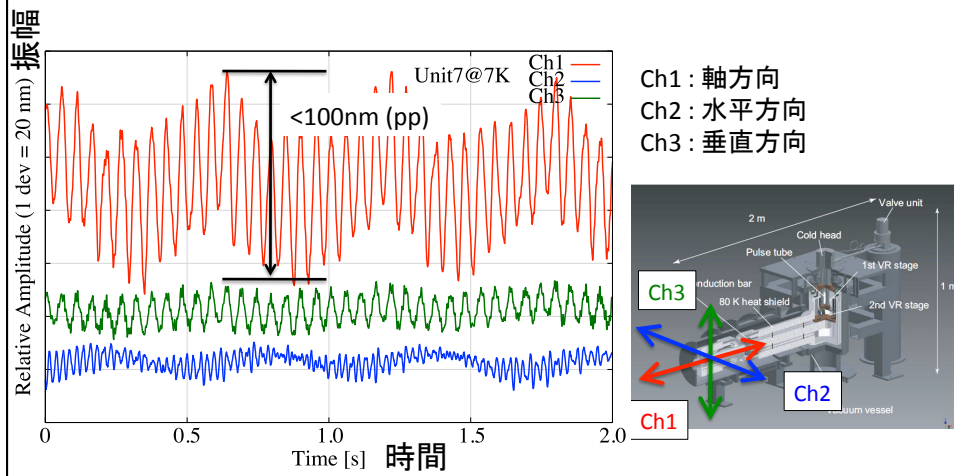 振幅
Relative Amplitude (1 dev = 20 nm)
Unit7@7K
Ch1
Ch2
Ch3
<100nm (pp)
0
0.5
1.0
1.5
2.0
Time [s]
時間
Ch1 : 軸方向
Ch2 : 水平方向
Ch3 : 垂直方向
Valve unit
2 m
Cold head
Pulse tube
1st VR stage
1 m
onduction bar
Ch3
80 K heat shield
2nd VR stage
Ch2
Ch1
acuum vessel